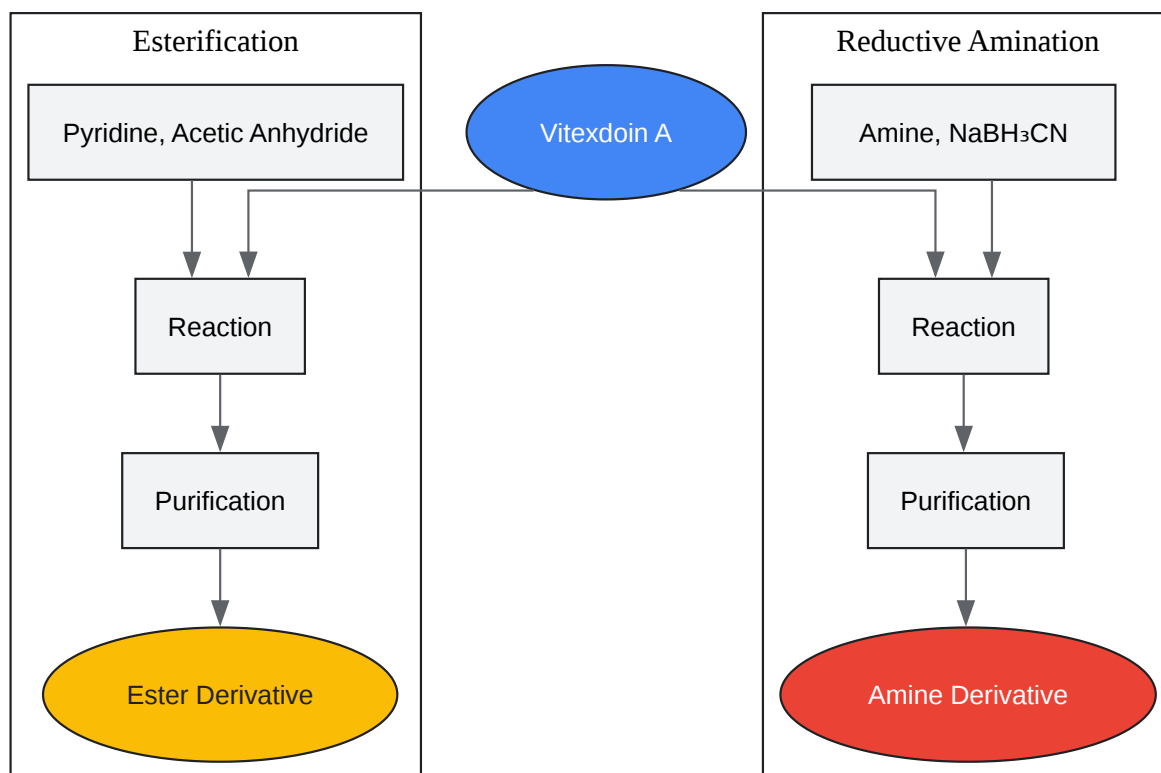 Esterification
Pyridine, Acetic Anhydride
Reaction
Purification
Ester Derivative
Vitexdoin A
Reductive Amination
Amine, NaBH₃CN
Reaction
Purification
Amine Derivative